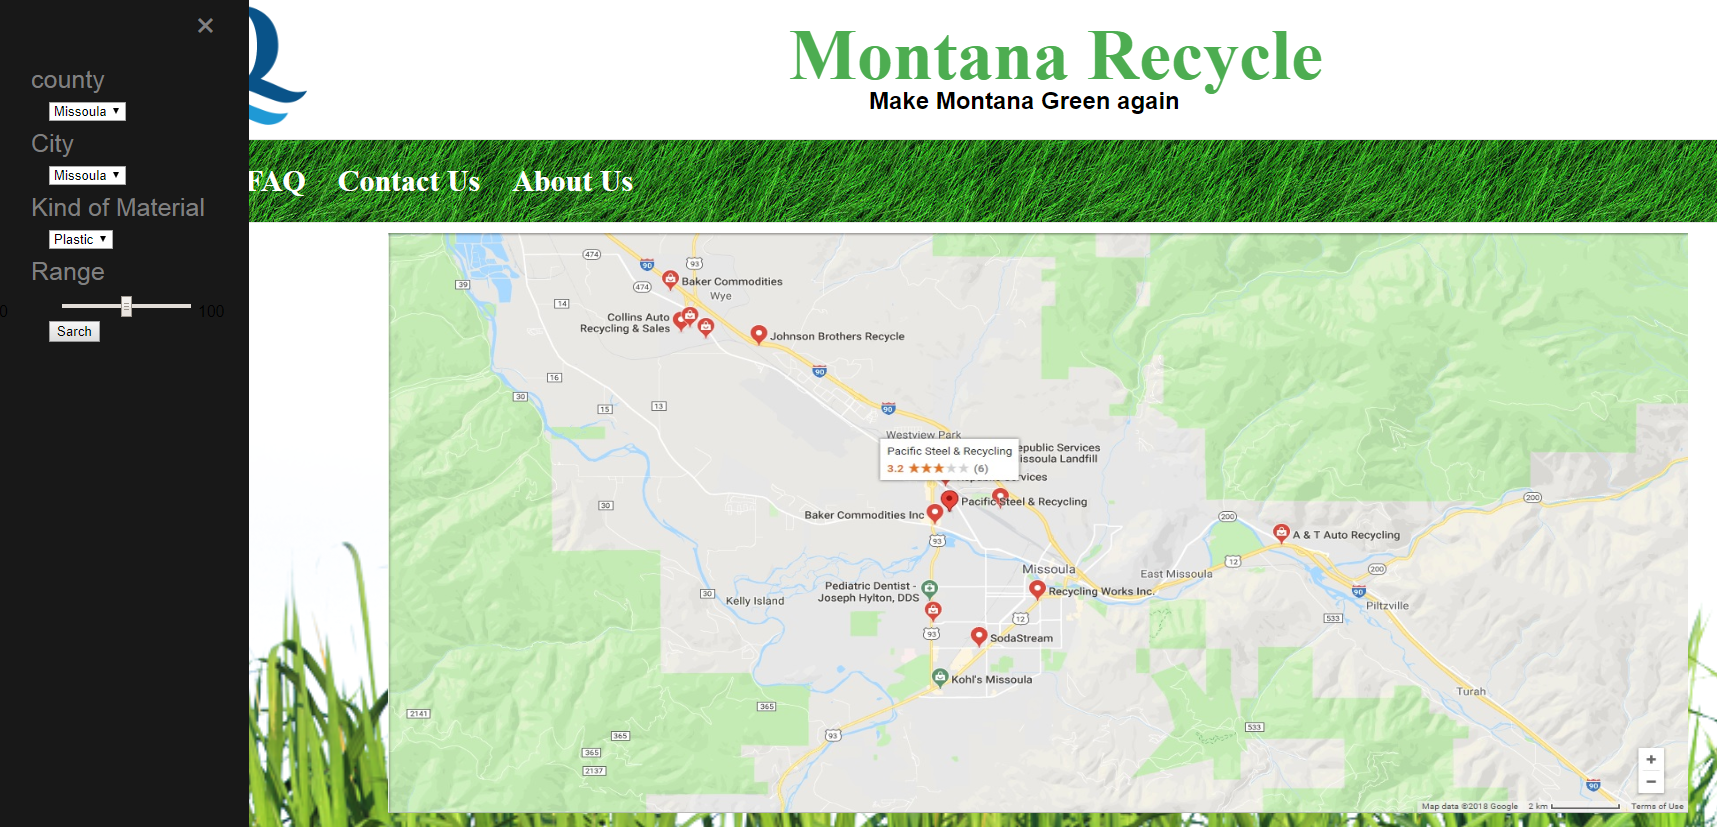 ×
county
Missoula
City
Missoula
Kind of Material
Plastic
Range
0
100
Sarch
Montana Recycle
Make Montana Green again
FAQ
Contact Us
About Us
474
93
90
39
Baker Commodities
474
Wye
14
Collins Auto
Recycling & Sales
Johnson Brothers Recycle
90
16
30
15
13
90
Westview Park
Pacific Steel & Recycling
3.2
(6)
epublic Services
issoula Landfill
vices
30
Pacific Steel & Recycling
Baker Commodities Inc
93
200
200
A & T Auto Recycling
12
200
Missoula
East Missoula
Pediatric Dentist -
Joseph Hylton, DDS
30
Kelly Island
Recycling Works Inc.
90
Piltzville
93
12
533
SodaStream
Kohl's Missoula
Turah
2141
365
365
93
533
365
2137
90
+
−
Map data ©2018 Google
2 km
Terms of Use